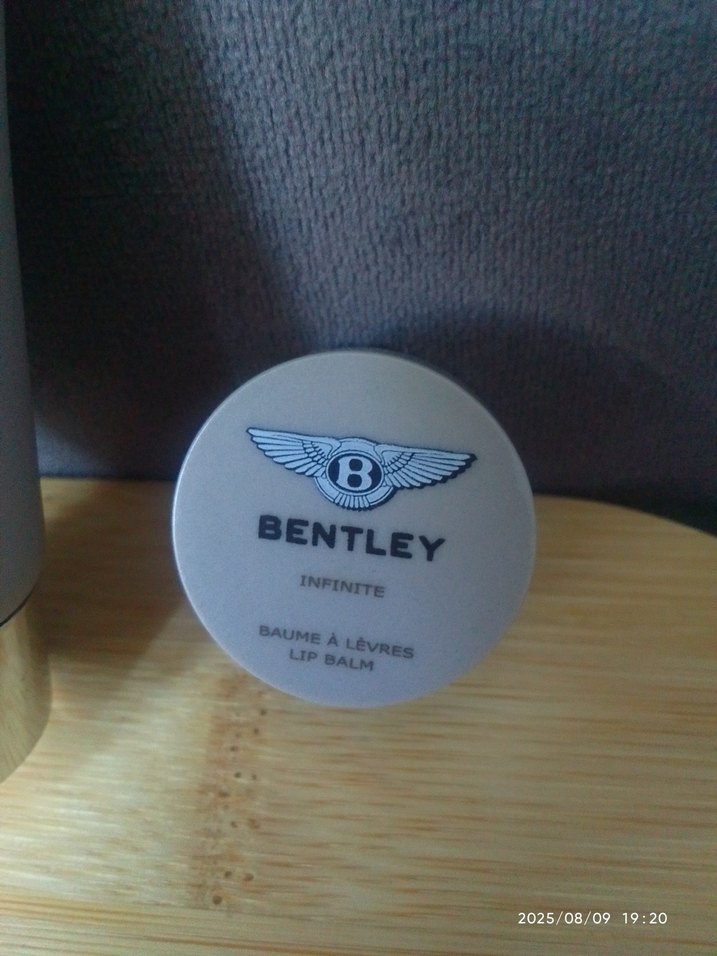 B
BENTLEY
INFINITE
BAUME À LÈVRES
LIP BALM
2025/08/09 19:20